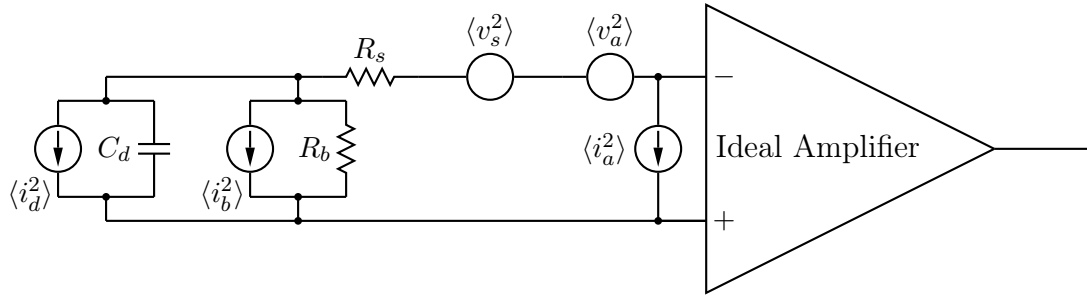 ⟨v_s^2⟩
⟨v_a^2⟩
R_s
−
C_d
R_b
⟨i_a^2⟩
Ideal Amplifier
⟨i_d^2⟩
⟨i_b^2⟩
+